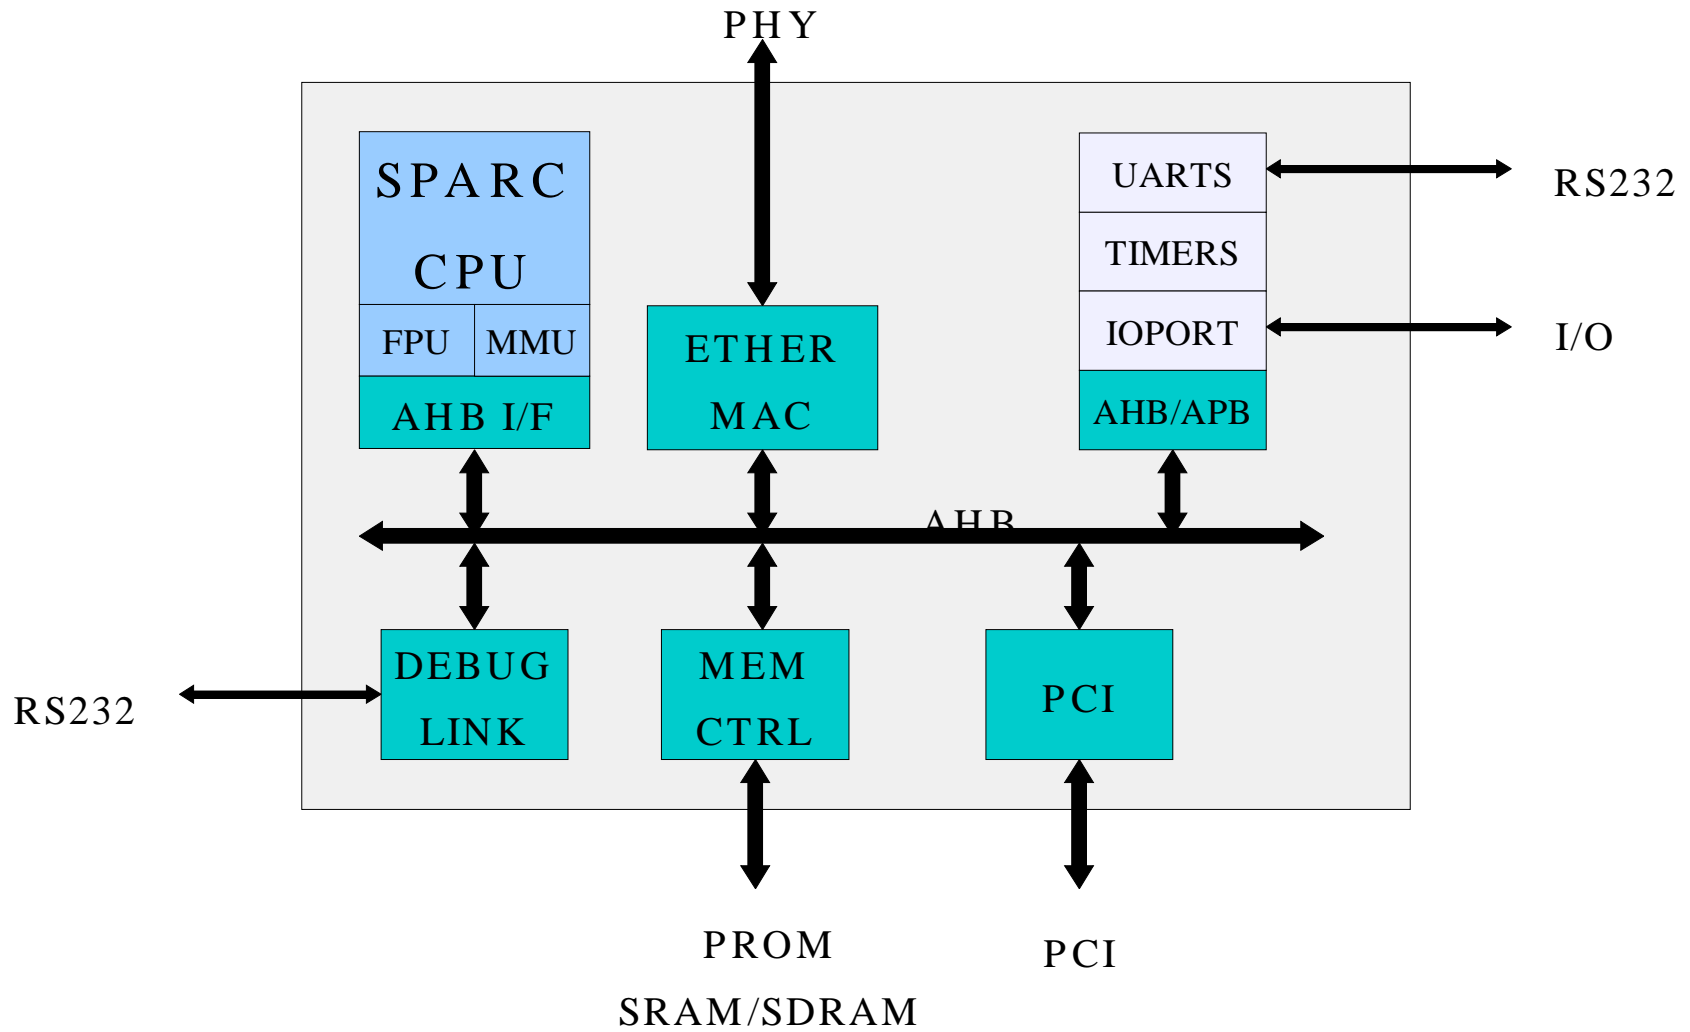 PHY
SPARC
CPU
FPU MMU
AHB I/F
ETHER
MAC
UARTS
TIMERS
IOPORT
AHB/APB
RS232
I/O
AHB
DEBUG
LINK
MEM
CTRL
PCI
RS232
PROM
SRAM/SDRAM
PCI